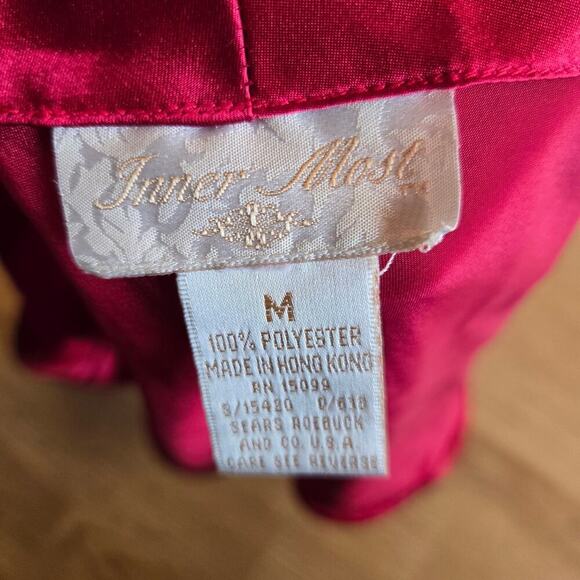 Inner Most TM
M
100% POLYESTER
MADE IN HONG KONG
RN 15099
S/15420 D/618
SEARS ROEBUCK
AND CO. U.S.A.
CARE SEE REVERSE